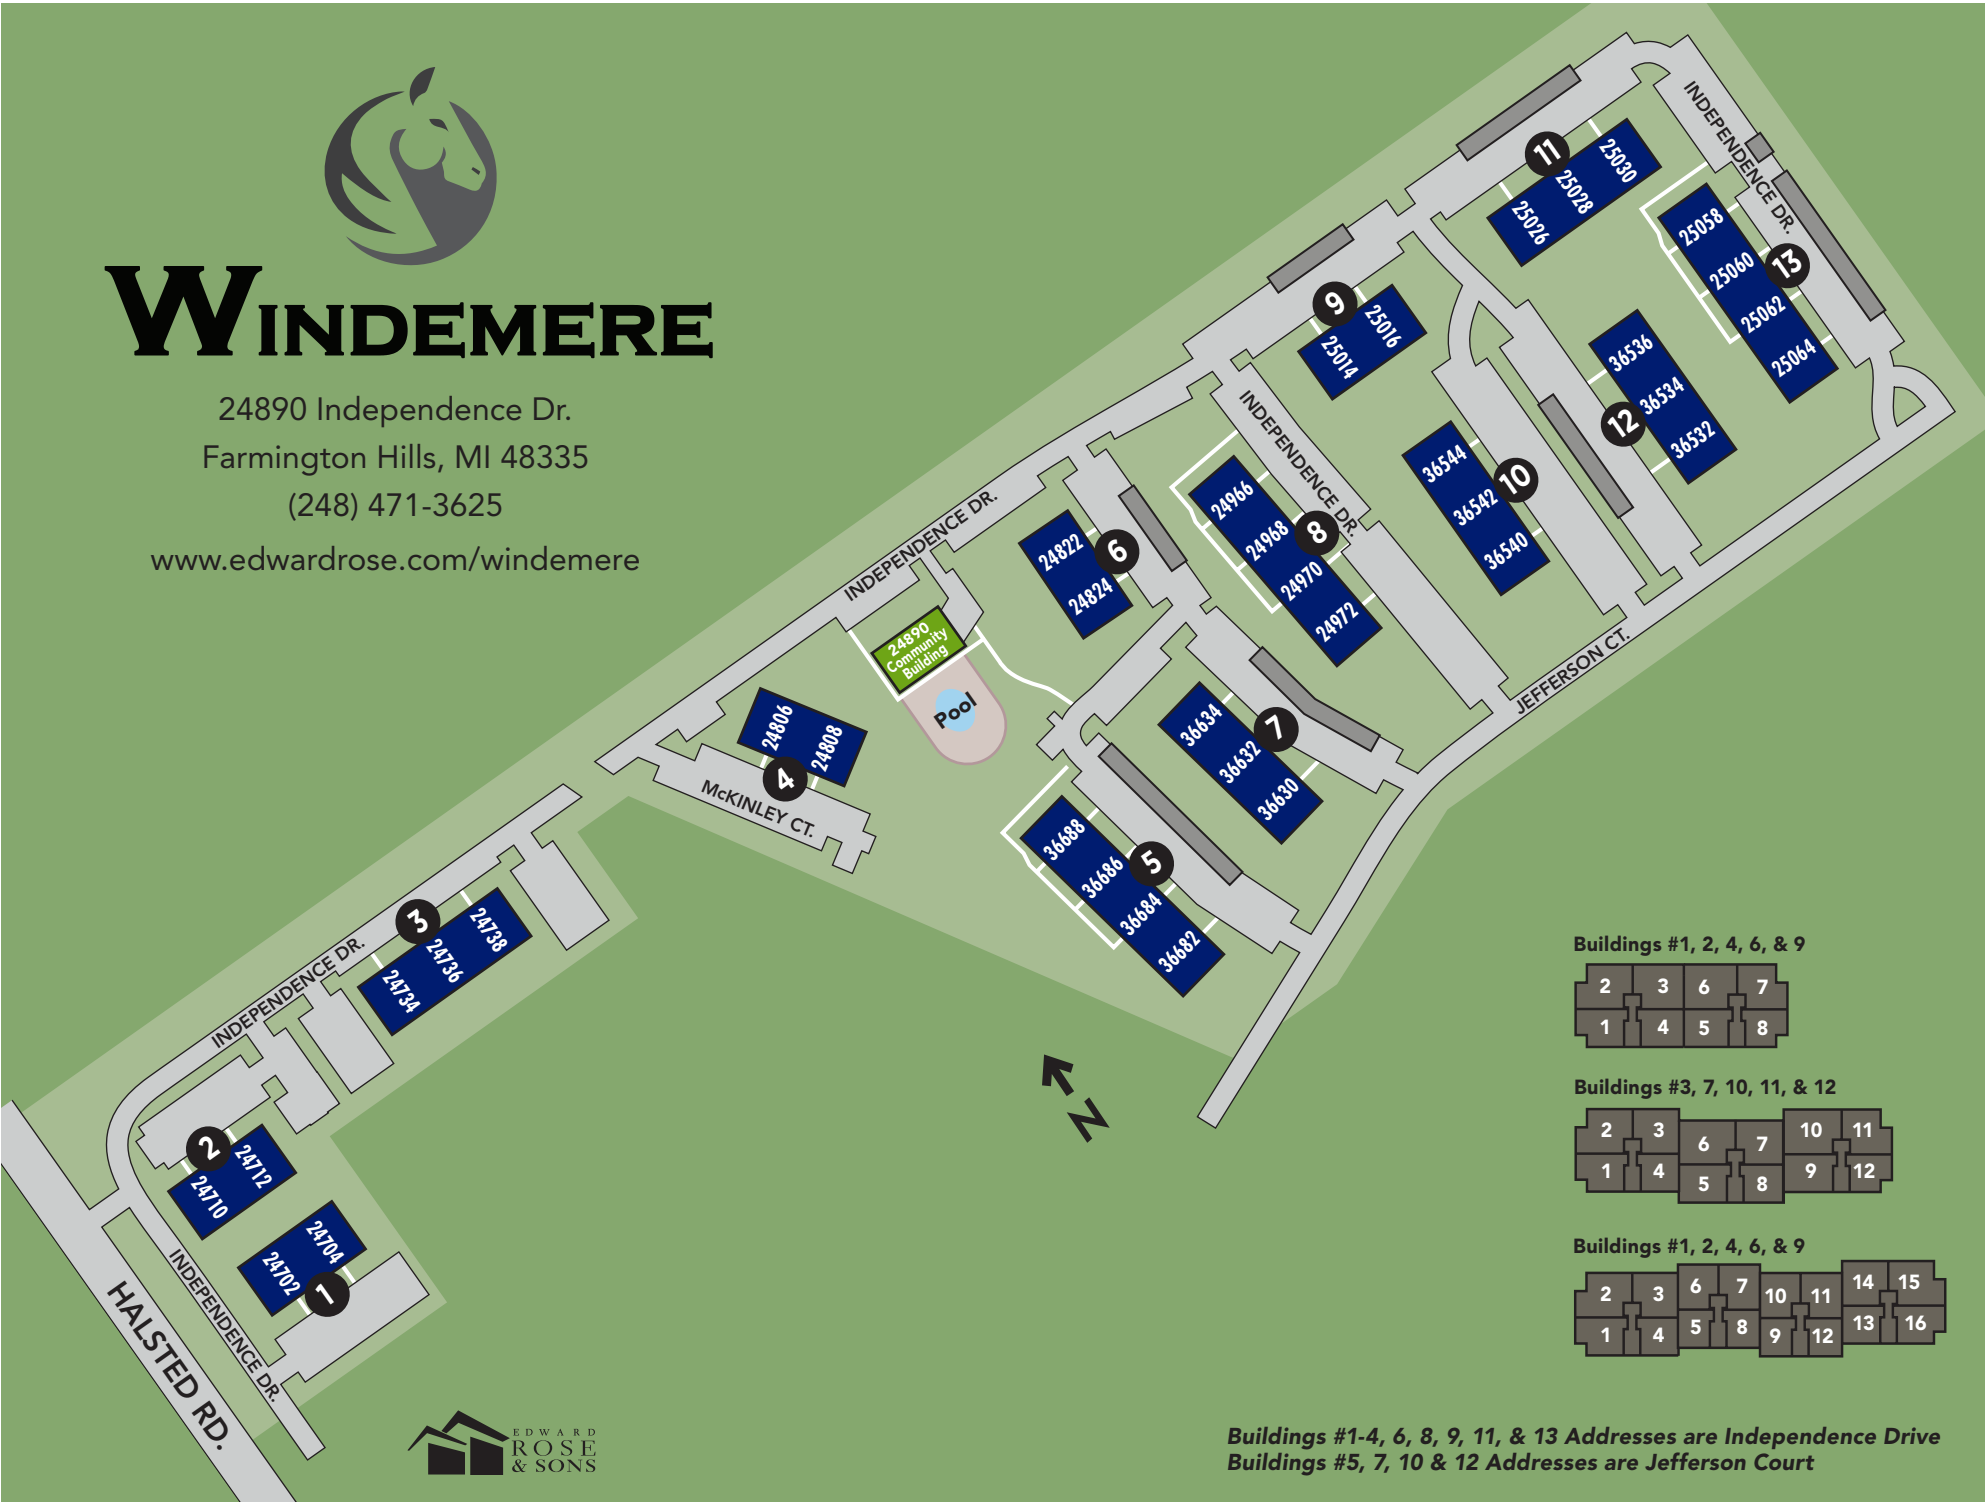 WINDEMERE
24890 Independence Dr.
Farmington Hills, MI 48335
(248) 471-3625
www.edwardrose.com/windemere
INDEPENDENCE DR.
11
25026
25028
25030
25058
25060
25062
25064
13
9
25014
25016
36536
36534
36532
12
INDEPENDENCE DR.
36544
36542
36540
10
24966
24968
24970
24972
8
INDEPENDENCE DR.
24822
24824
6
JEFFERSON CT.
24890
Community
Building
Pool
24806
24808
4
McKINLEY CT.
36634
36632
36630
7
36688
36686
36684
36682
5
3
24734
24736
24738
INDEPENDENCE DR.
2
24710
24712
24702
24704
1
INDEPENDENCE DR.
HALSTED RD.
N
Buildings #1, 2, 4, 6, & 9
2 3 6 7
1 4 5 8
Buildings #3, 7, 10, 11, & 12
2 3 6 7 10 11
1 4 5 8 9 12
Buildings #1, 2, 4, 6, & 9
2 3 6 7 10 11 14 15
1 4 5 8 9 12 13 16
EDWARD
ROSE
& SONS
Buildings #1-4, 6, 8, 9, 11, & 13 Addresses are Independence Drive
Buildings #5, 7, 10 & 12 Addresses are Jefferson Court